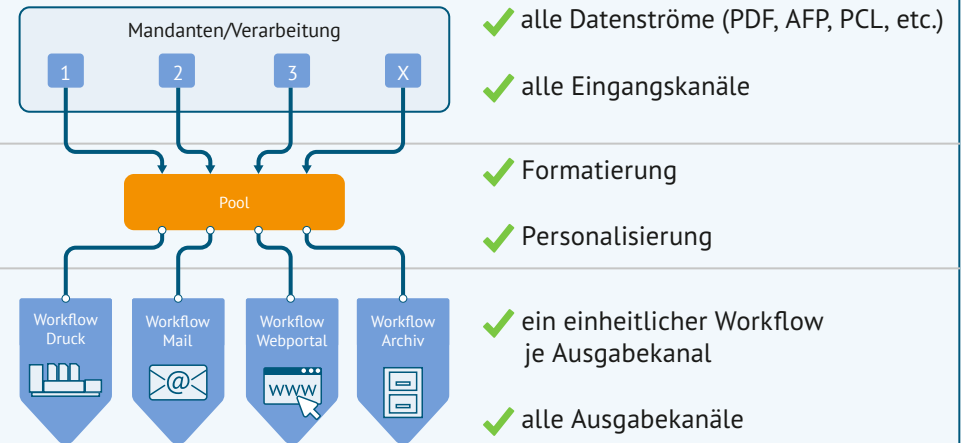 Mandanten/Verarbeitung
1 2 3 X
alle Datenströme (PDF, AFP, PCL, etc.)
alle Eingangskanäle
Pool
Formatierung
Personalisierung
Workflow
Druck
Workflow
Mail
@
Workflow
Webportal
www
Workflow
Archiv
ein einheitlicher Workflow
je Ausgabekanal
alle Ausgabekanäle